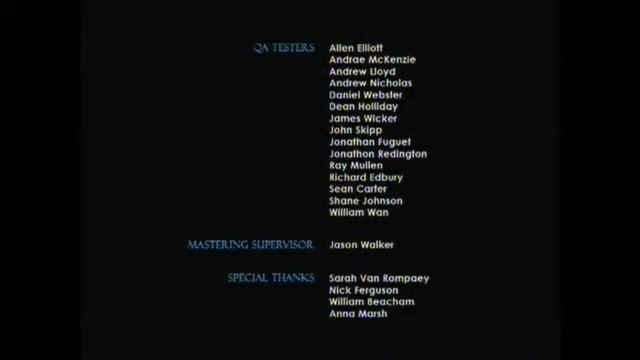 QA TESTERS Allen Elliott
Andrae McKenzie
Andrew Lloyd
Andrew Nicholas
Daniel Webster
Dean Holliday
James Wicker
John Skipp
Jonathan Fuguet
Jonathon Redington
Ray Mullen
Richard Edbury
Sean Carter
Shane Johnson
William Wan
MASTERING SUPERVISOR Jason Walker
SPECIAL THANKS Sarah Van Rompaey
Nick Ferguson
William Beacham
Anna Marsh